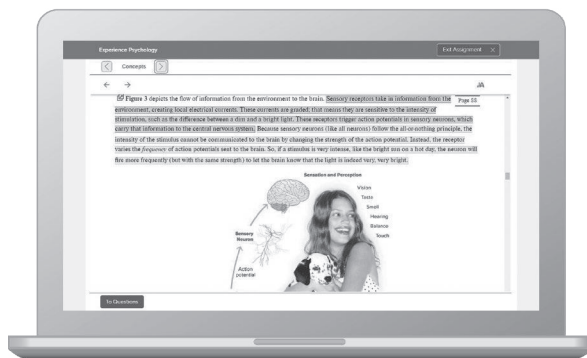 Experience Psychology
Exit Assignment X
Concepts
Page 85
Figure 3 depicts the flow of information from the environment to the brain. Sensory receptors take in information from the
environment, creating local electrical currents. These currents are graded; that means they are sensitive to the intensity of
stimulation, such as the difference between a dim and a bright light. These receptors trigger action potentials in sensory neurons, which
carry that information to the central nervous system. Because sensory neurons (like all neurons) follow the all-or-nothing principle, the
intensity of the stimulus cannot be communicated to the brain by changing the strength of the action potential. Instead, the receptor
varies the frequency of action potentials sent to the brain. So, if a stimulus is very intense, like the bright sun on a hot day, the neuron will
fire more frequently (but with the same strength) to let the brain know that the light is indeed very, very bright.
Sensation and Perception
Vision
Taste
Smell
Hearing
Balance
Touch
Sensory
Neuron
Action
potential
To Questions